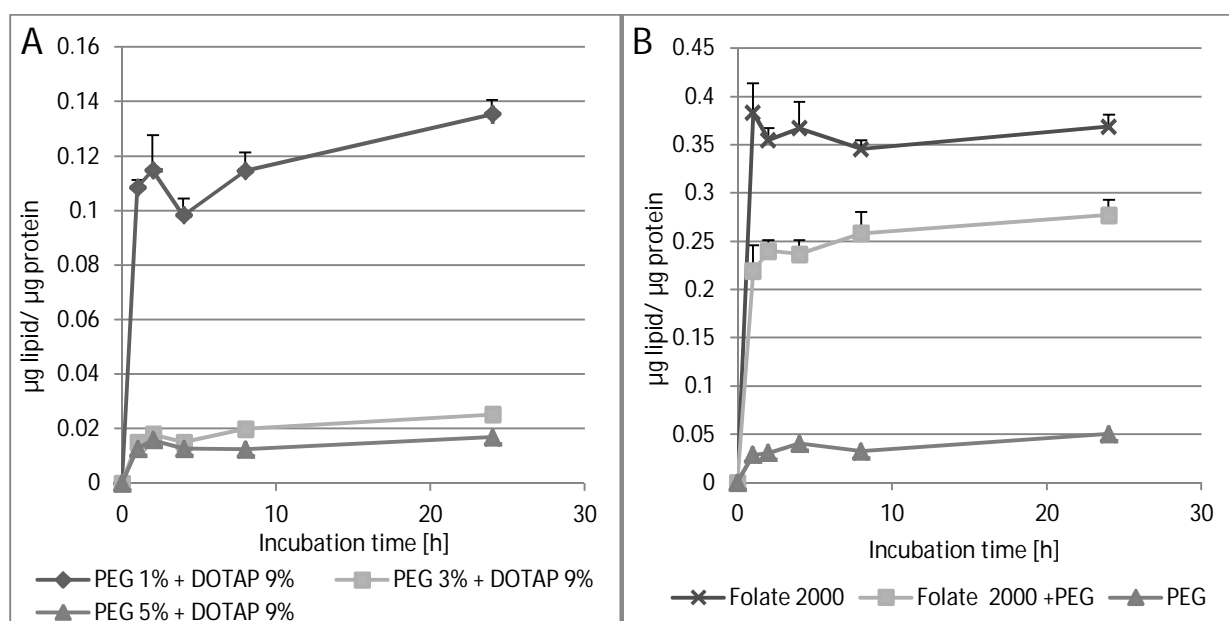 A
µg lipid/ µg protein
0.16
0.14
0.12
0.1
0.08
0.06
0.04
0.02
0
0 10 20 30
Incubation time [h]
PEG 1% + DOTAP 9% PEG 3% + DOTAP 9%
PEG 5% + DOTAP 9%
B
µg lipid/ µg protein
0.45
0.4
0.35
0.3
0.25
0.2
0.15
0.1
0.05
0
0 10 20 30
Incubation time [h]
Folate 2000 Folate 2000 +PEG PEG